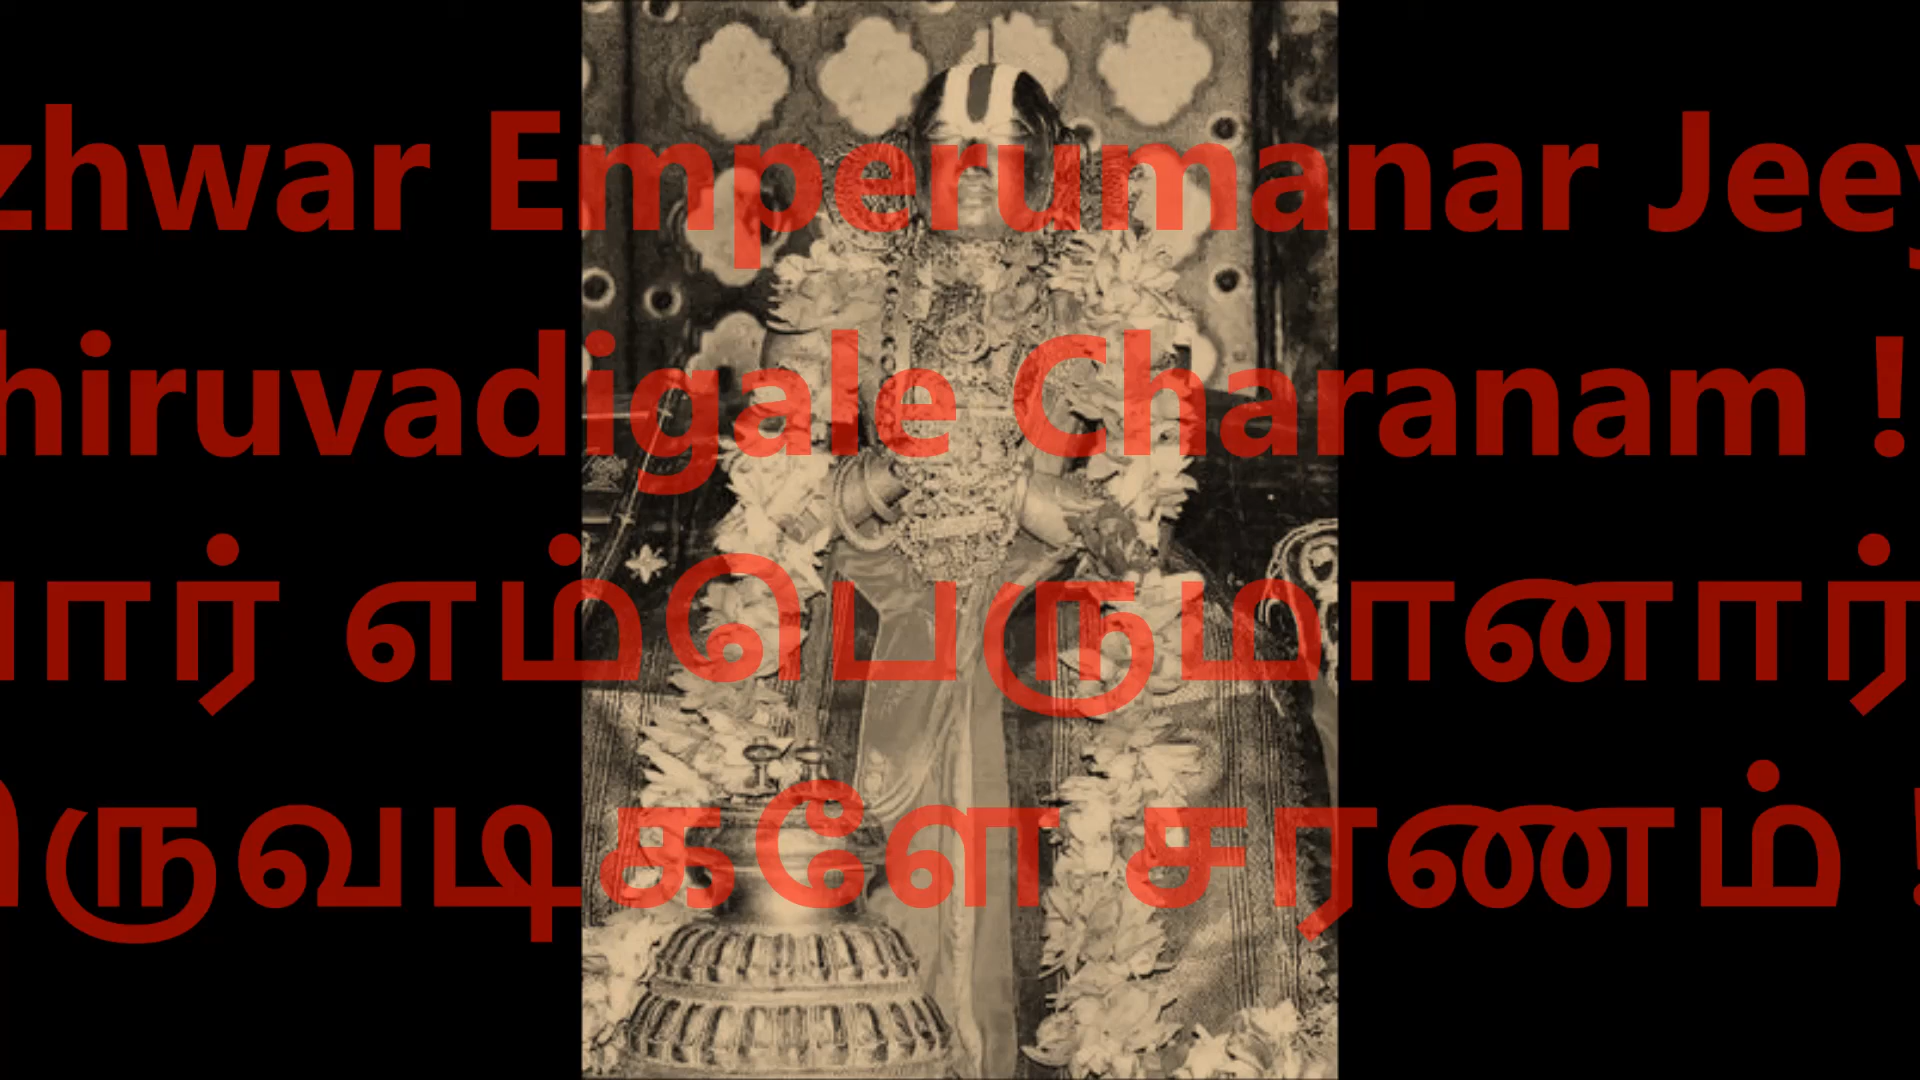 zhwar Emperumanar Jeey
hiruvadigale Charanam !
ார் எம்பெருமானார்
ிருவடிகளே சரணம் !